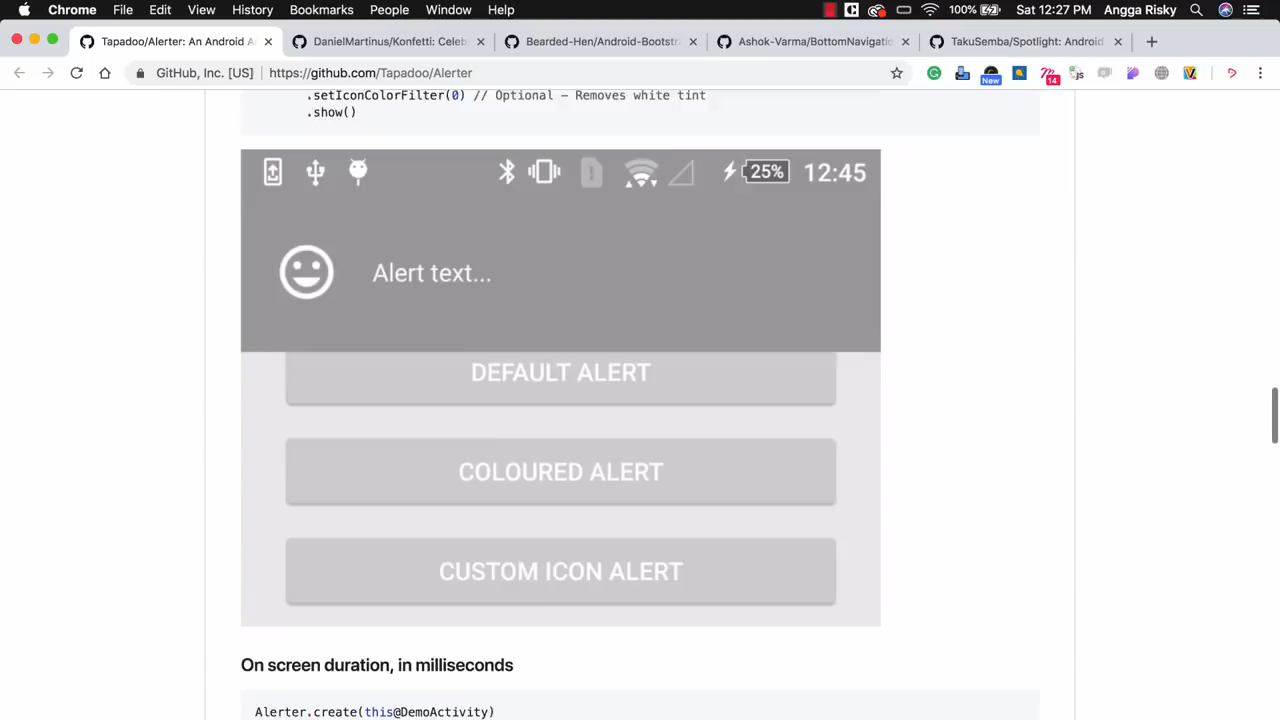 Chrome File Edit View History Bookmarks People Window Help 100% Sat 12:27 PM Angga Risky
Tapadoo/Alerter: An Android A
DanielMartinus/Konfetti: Celeb
Bearded-Hen/Android-Bootstra
Ashok-Varma/BottomNavigatio
TakuSemba/Spotlight: Android
GitHub, Inc. [US] https://github.com/Tapadoo/Alerter
New
14
.setIconColorFilter(0) // Optional - Removes white tint
.show()
25% 12:45
Alert text...
DEFAULT ALERT
COLOURED ALERT
CUSTOM ICON ALERT
On screen duration, in milliseconds
Alerter.create(this@DemoActivity)